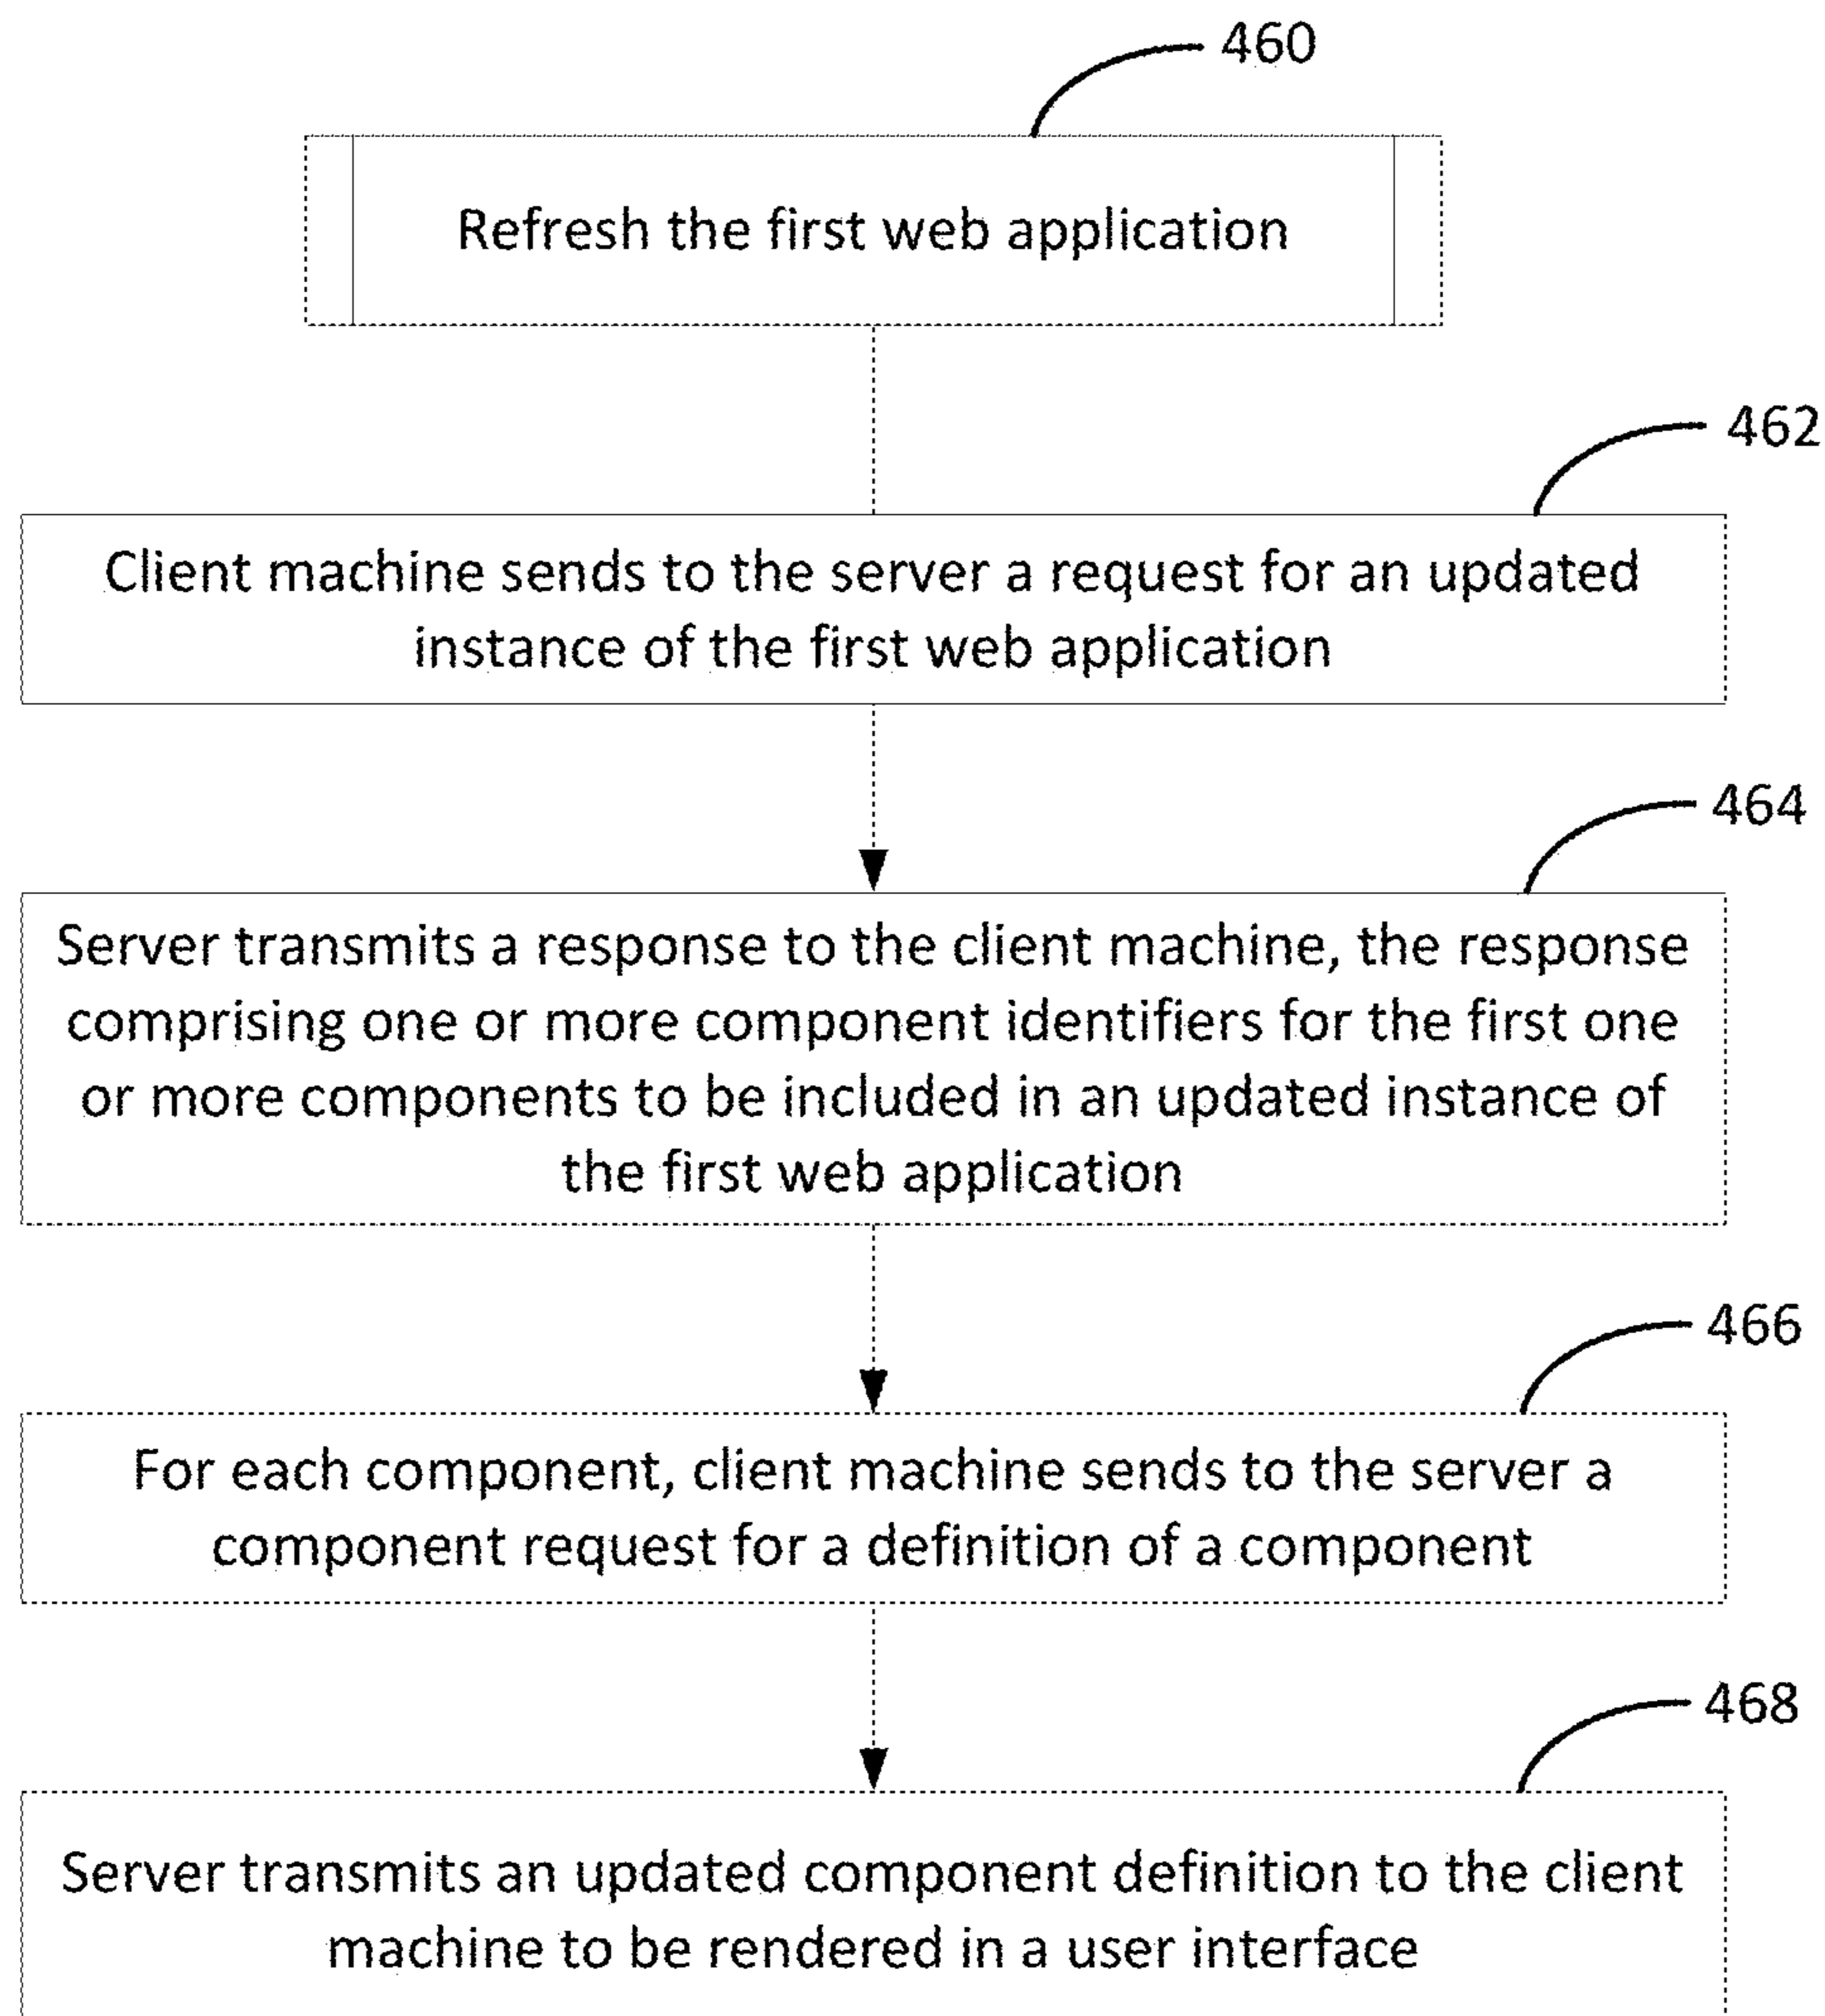 460
Refresh the first web application
462
Client machine sends to the server a request for an updated
instance of the first web application
464
Server transmits a response to the client machine, the response
comprising one or more component identifiers for the first one
or more components to be included in an updated instance of
the first web application
466
For each component, client machine sends to the server a
component request for a definition of a component
468
Server transmits an updated component definition to the client
machine to be rendered in a user interface